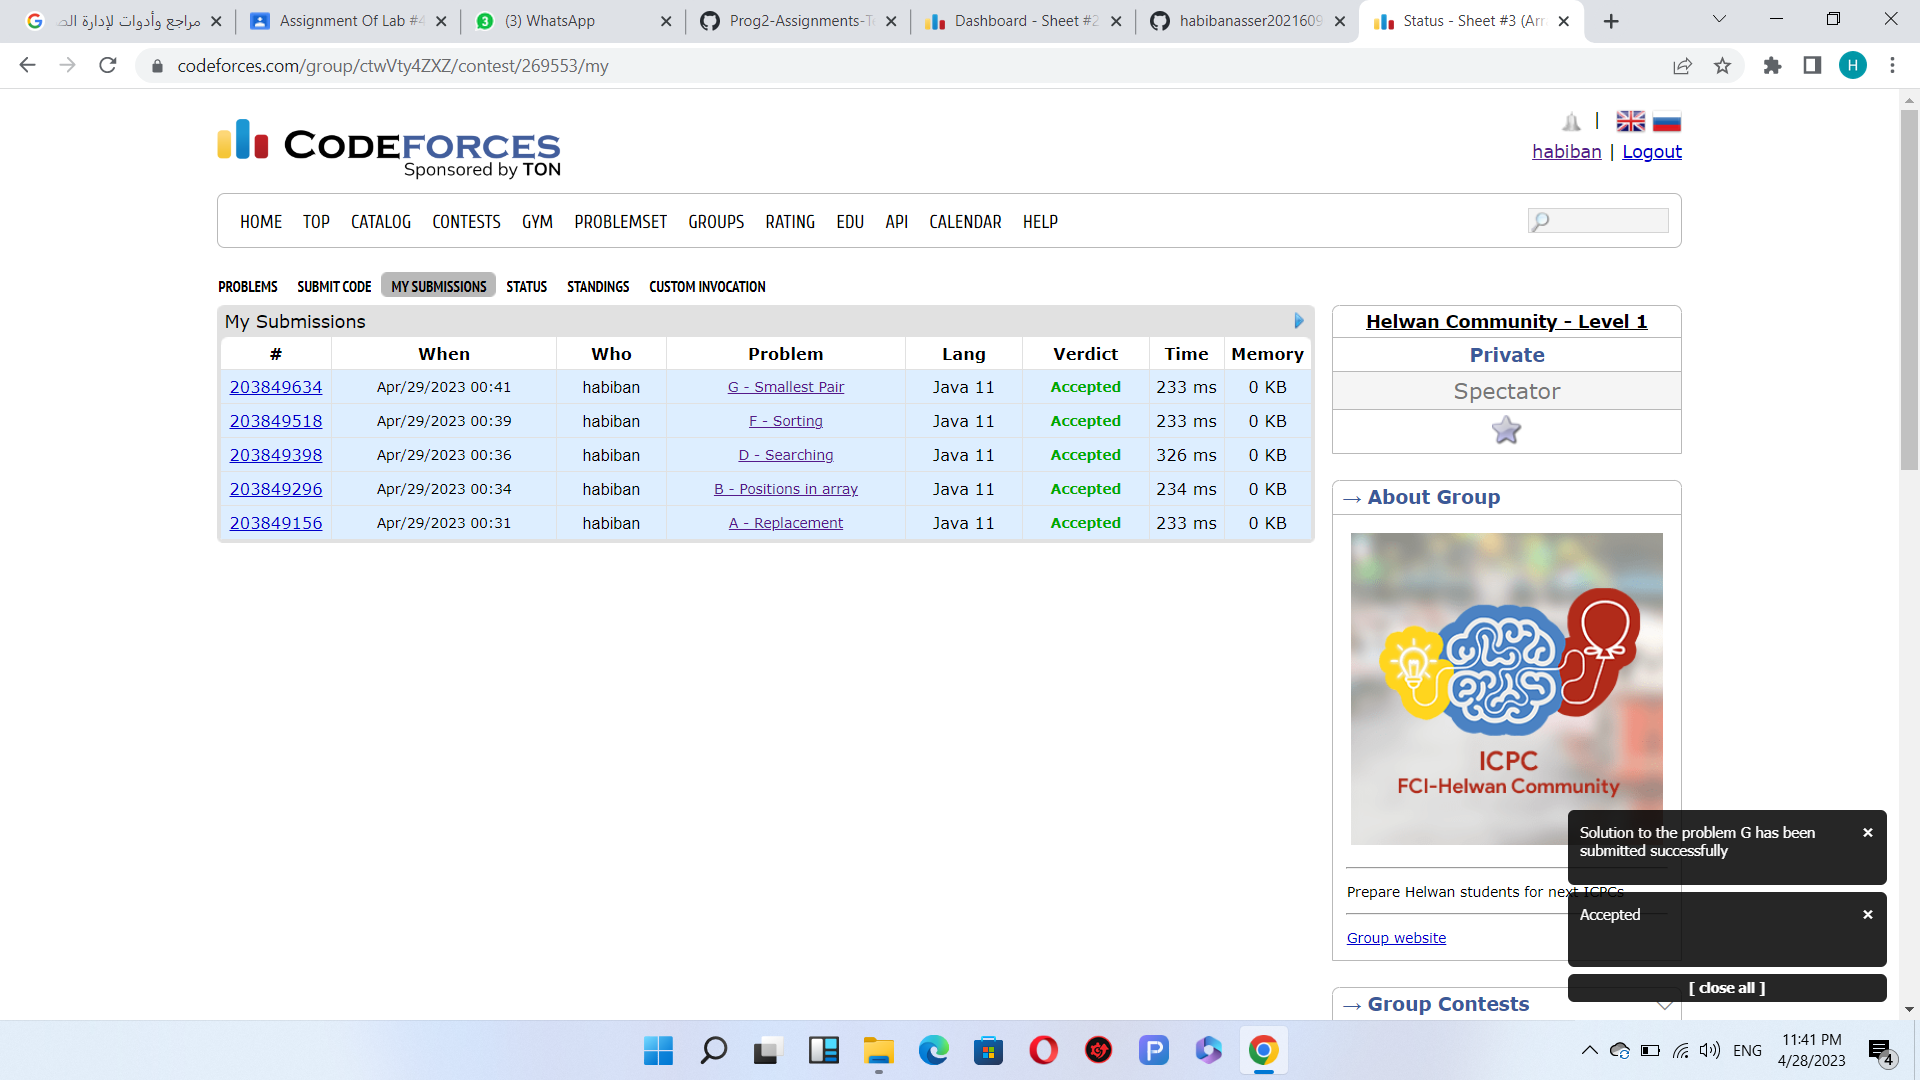 مراجع وأدوات لإدارة
Assignment Of Lab #4
(3) WhatsApp
Prog2-Assignments-T
Dashboard - Sheet #2
habibanasser2021609
Status - Sheet #3 (Arr
codeforces.com/group/ctwVty4ZXZ/contest/269553/my
H
CODEFORCES
Sponsored by TON
habiban | Logout
HOME TOP CATALOG CONTESTS GYM PROBLEMSET GROUPS RATING EDU API CALENDAR HELP
PROBLEMS SUBMIT CODE MY SUBMISSIONS STATUS STANDINGS CUSTOM INVOCATION
My Submissions
# When Who Problem Lang Verdict Time Memory
203849634 Apr/29/2023 00:41 habiban G - Smallest Pair Java 11 Accepted 233 ms 0 KB
203849518 Apr/29/2023 00:39 habiban F - Sorting Java 11 Accepted 233 ms 0 KB
203849398 Apr/29/2023 00:36 habiban D - Searching Java 11 Accepted 326 ms 0 KB
203849296 Apr/29/2023 00:34 habiban B - Positions in array Java 11 Accepted 234 ms 0 KB
203849156 Apr/29/2023 00:31 habiban A - Replacement Java 11 Accepted 233 ms 0 KB
Helwan Community - Level 1
Private
Spectator
→ About Group
ICPC
FCI-Helwan Community
Prepare Helwan students for next ICPCs
Group website
→ Group Contests
Solution to the problem G has been
submitted successfully
Accepted
[ close all ]
ENG
11:41 PM
4/28/2023
4